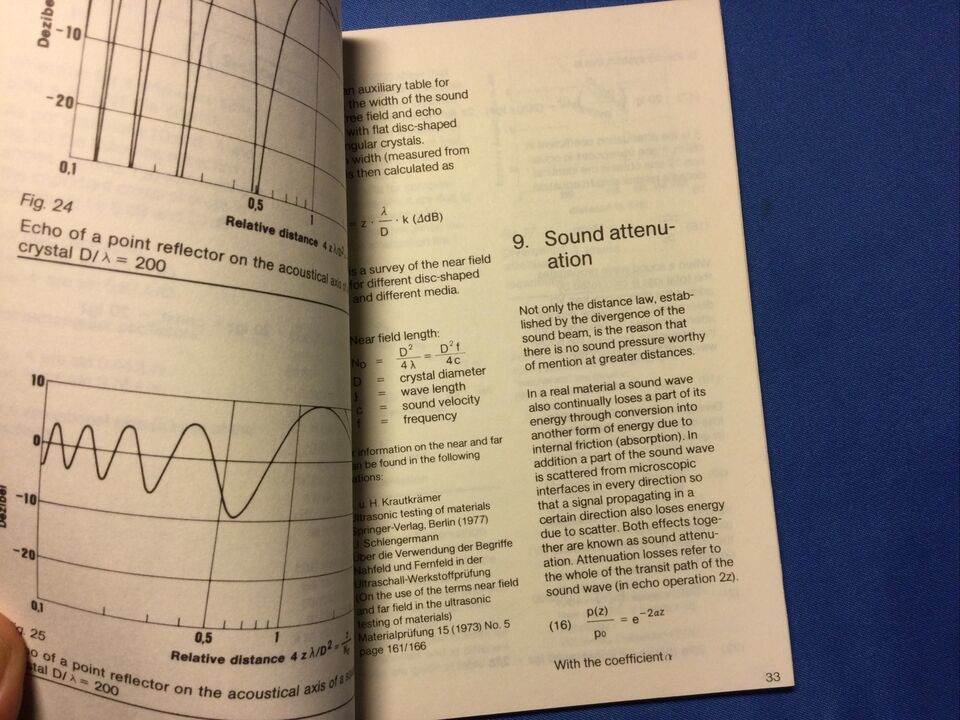 Dezibel
-10
-20
0,1
0,5
1
Relative distance 4 z λ/D²
Fig. 24
Echo of a point reflector on the acoustical axis
crystal D/λ = 200
10
0
-10
-20
Dezibel
0,1
0,5
1
Relative distance 4 z λ/D² = z/N₀
25
of a point reflector on the acoustical axis of a
D/λ = 200
an auxiliary table for
the width of the sound
field and echo
with flat disc-shaped
crystals.
width (measured from
is then calculated as
= z · λ/D · k (ΔdB)
is a survey of the near field
for different disc-shaped
and different media.
Near field length:
N₀ = D²/4λ = D² f/4c
D = crystal diameter
λ = wave length
c = sound velocity
f = frequency
information on the near and far
be found in the following
u. H. Krautkrämer
Ultrasonic testing of materials
Springer-Verlag, Berlin (1977)
J. Schlengermann
Über die Verwendung der Begriffe
Nahfeld und Fernfeld in der
Ultraschall-Werkstoffprüfung
(On the use of the terms near field
and far field in the ultrasonic
testing of materials)
Materialprüfung 15 (1973) No. 5
page 161/166
9. Sound attenu-
ation
Not only the distance law, estab-
lished by the divergence of the
sound beam, is the reason that
there is no sound pressure worthy
of mention at greater distances.
In a real material a sound wave
also continually loses a part of its
energy through conversion into
another form of energy due to
internal friction (absorption). In
addition a part of the sound wave
is scattered from microscopic
interfaces in every direction so
that a signal propagating in a
certain direction also loses energy
due to scatter. Both effects toge-
ther are known as sound attenu-
ation. Attenuation losses refer to
the whole of the transit path of the
sound wave (in echo operation 2z).
(16) p(z)/p₀ = e⁻²ᵅᶻ
With the coefficient α
33